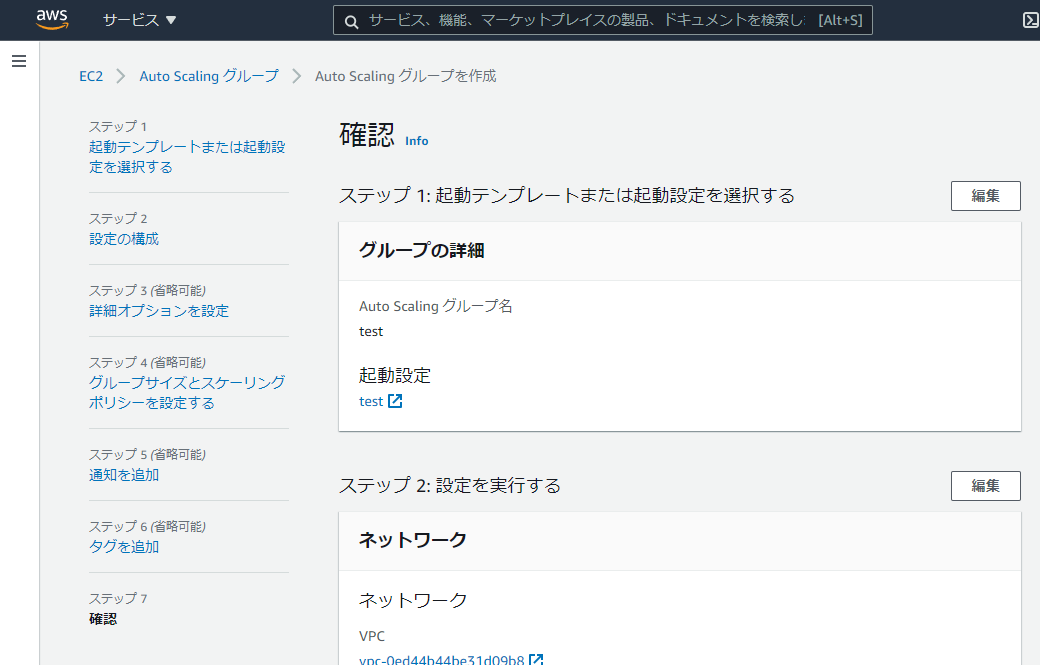 aws
サービス ▼
サービス、機能、マーケットプレイスの製品、ドキュメントを検索し
[Alt+S]
EC2
Auto Scaling グループ
Auto Scaling グループを作成
ステップ 1
起動テンプレートまたは起動設
定を選択する
ステップ 2
設定の構成
ステップ 3 (省略可能)
詳細オプションを設定
ステップ 4 (省略可能)
グループサイズとスケーリング
ポリシーを設定する
ステップ 5 (省略可能)
通知を追加
ステップ 6 (省略可能)
タグを追加
ステップ 7
確認
確認 Info
ステップ 1: 起動テンプレートまたは起動設定を選択する
編集
グループの詳細
Auto Scaling グループ名
test
起動設定
test
ステップ 2: 設定を実行する
編集
ネットワーク
ネットワーク
VPC
vpc-0ed44b44be31d09b8